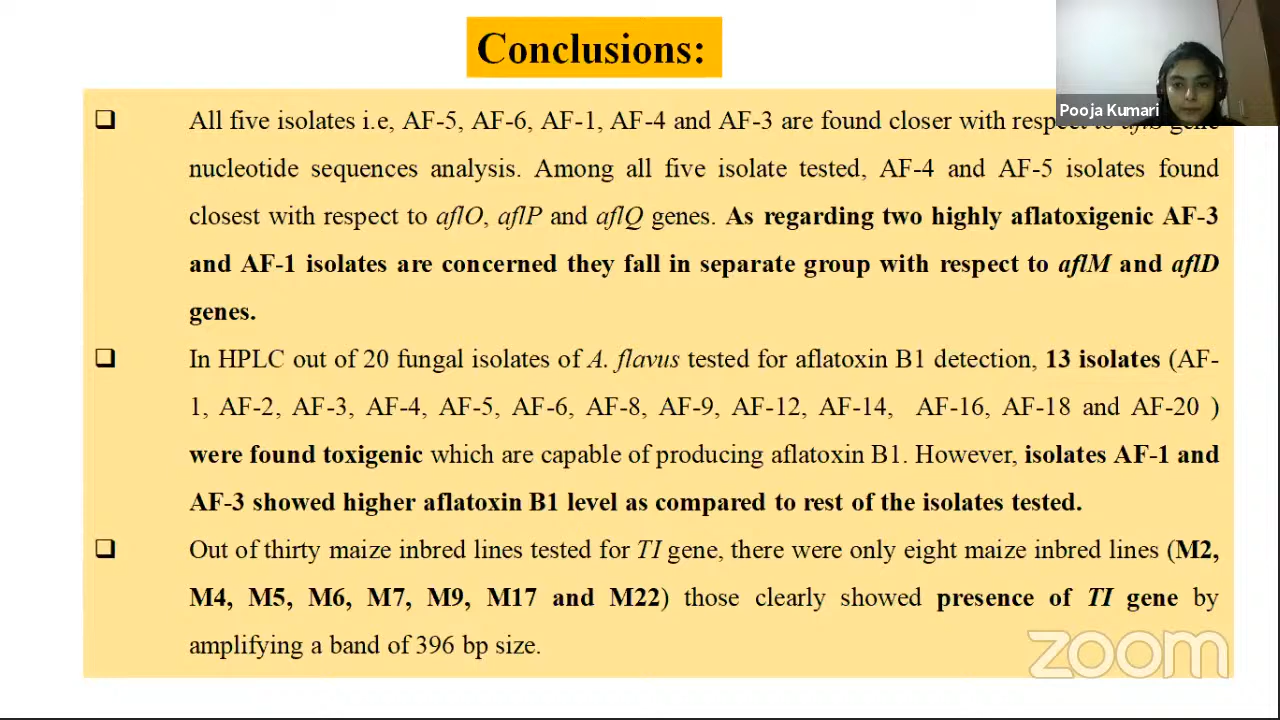 Conclusions:
Pooja Kumari
❑ All five isolates i.e, AF-5, AF-6, AF-1, AF-4 and AF-3 are found closer with respect to gene
nucleotide sequences analysis. Among all five isolate tested, AF-4 and AF-5 isolates found
closest with respect to aflO, aflP and aflQ genes. As regarding two highly aflatoxigenic AF-3
and AF-1 isolates are concerned they fall in separate group with respect to aflM and aflD
genes.
❑ In HPLC out of 20 fungal isolates of A. flavus tested for aflatoxin B1 detection, 13 isolates (AF-
1, AF-2, AF-3, AF-4, AF-5, AF-6, AF-8, AF-9, AF-12, AF-14, AF-16, AF-18 and AF-20 )
were found toxigenic which are capable of producing aflatoxin B1. However, isolates AF-1 and
AF-3 showed higher aflatoxin B1 level as compared to rest of the isolates tested.
❑ Out of thirty maize inbred lines tested for TI gene, there were only eight maize inbred lines (M2,
M4, M5, M6, M7, M9, M17 and M22) those clearly showed presence of TI gene by
amplifying a band of 396 bp size.
zoom